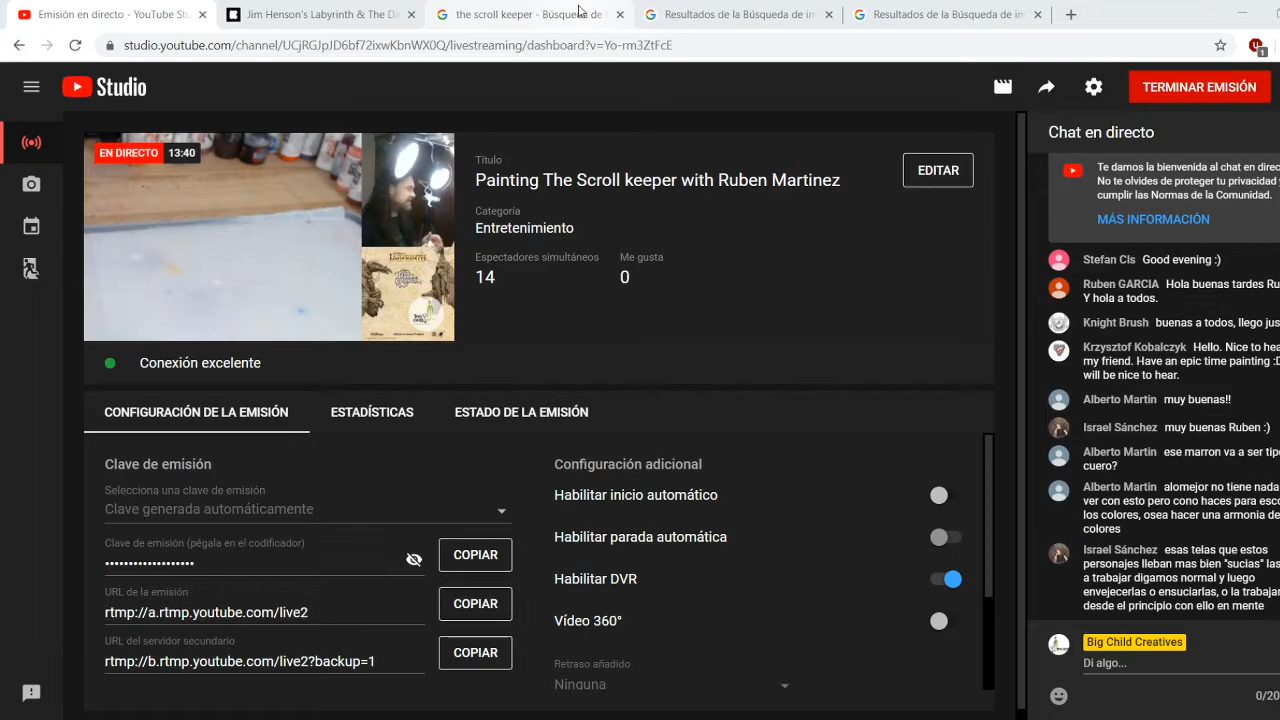 Emisión en directo - YouTube Stu
Jim Henson's Labyrinth & The Da
the scroll keeper - Búsqueda de
Resultados de la Búsqueda de im
Resultados de la Búsqueda de im
studio.youtube.com/channel/UCjRGJpJD6bf72ixwKbnWX0Q/livestreaming/dashboard?v=Yo-rm3ZtFcE
1
Studio
TERMINAR EMISIÓN
EN DIRECTO 13:40
LABYRINTH
Título
Painting The Scroll keeper with Ruben Martinez
EDITAR
Categoría
Entretenimiento
Espectadores simultáneos
Me gusta
14
0
Conexión excelente
CONFIGURACIÓN DE LA EMISIÓN
ESTADÍSTICAS
ESTADO DE LA EMISIÓN
Clave de emisión
Selecciona una clave de emisión
Clave generada automáticamente
Clave de emisión (pégala en el codificador)
•••••••••••••••••••
COPIAR
URL de la emisión
rtmp://a.rtmp.youtube.com/live2
COPIAR
URL del servidor secundario
rtmp://b.rtmp.youtube.com/live2?backup=1
COPIAR
Configuración adicional
Habilitar inicio automático
Habilitar parada automática
Habilitar DVR
Vídeo 360°
Retraso añadido
Ninguna
Chat en directo
Te damos la bienvenida al chat en direc
No te olvides de proteger tu privacidad y
cumplir las Normas de la Comunidad.
MÁS INFORMACIÓN
Stefan Cls Good evening :)
Ruben GARCIA Hola buenas tardes Ru
Y hola a todos.
Knight Brush buenas a todos, llego jus
Krzysztof Kobalczyk Hello. Nice to hea
my friend. Have an epic time painting :D
will be nice to hear.
Alberto Martin muy buenas!!
Israel Sánchez muy buenas Ruben :)
Alberto Martin ese marron va a ser tipo
cuero?
Alberto Martin alomejor no tiene nada
ver con esto pero cono haces para esco
los colores, osea hacer una armonia de
colores
Israel Sánchez esas telas que estos
personajes lleban mas bien "sucias" las
a trabajar digamos normal y luego
envejecerlas o ensuciarlas, o la trabajar
desde el principio con ello en mente
Big Child Creatives
Di algo...
0/20